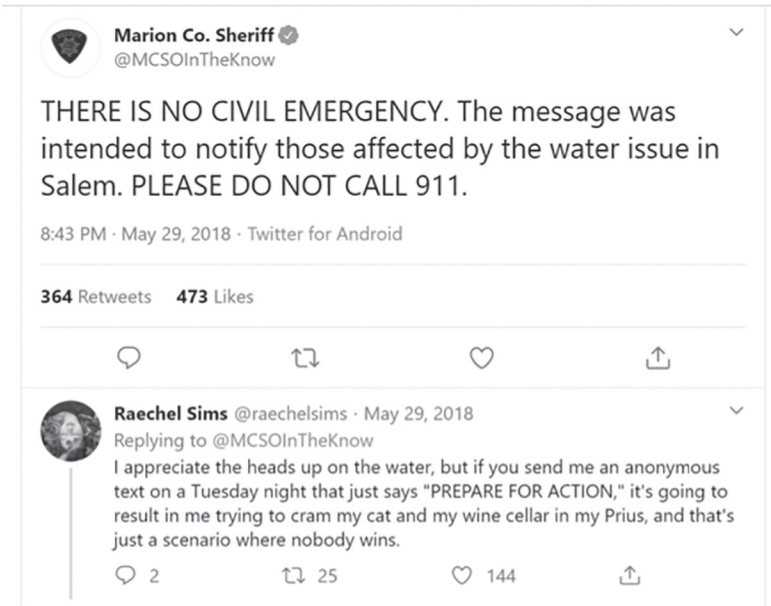 Marion Co. Sheriff
@MCSOInTheKnow
THERE IS NO CIVIL EMERGENCY. The message was
intended to notify those affected by the water issue in
Salem. PLEASE DO NOT CALL 911.
8:43 PM · May 29, 2018 · Twitter for Android
364 Retweets 473 Likes
Raechel Sims @raechelsims · May 29, 2018
Replying to @MCSOInTheKnow
I appreciate the heads up on the water, but if you send me an anonymous
text on a Tuesday night that just says "PREPARE FOR ACTION," it's going to
result in me trying to cram my cat and my wine cellar in my Prius, and that's
just a scenario where nobody wins.
2 25 144